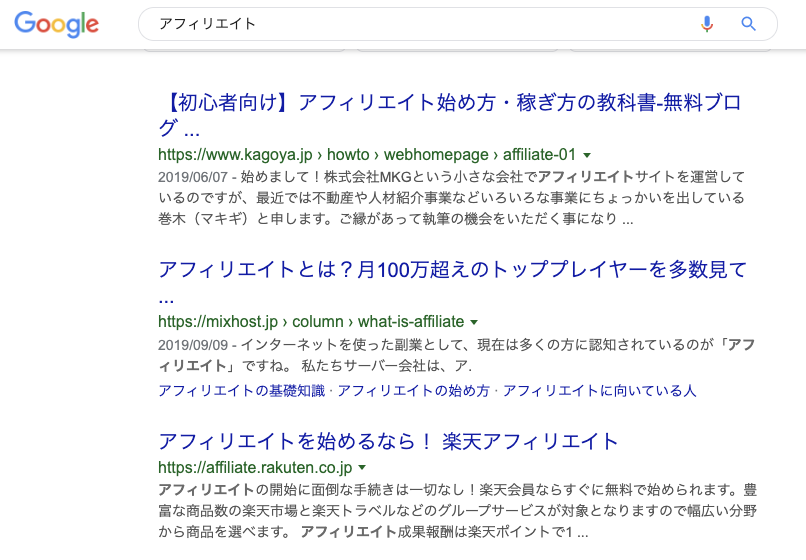 Google
アフィリエイト
【初心者向け】アフィリエイト始め方・稼ぎ方の教科書-無料ブロ
グ ...
https://www.kagoya.jp › howto › webhomepage › affiliate-01
2019/06/07 - 始めまして！株式会社MKGという小さな会社でアフィリエイトサイトを運営して
いるのですが、最近では不動産や人材紹介事業などいろいろな事業にちょっかいを出している
巻木（マキギ）と申します。ご縁があって執筆の機会をいただく事になり ...
アフィリエイトとは？月100万超えのトッププレイヤーを多数見て
...
https://mixhost.jp › column › what-is-affiliate
2019/09/09 - インターネットを使った副業として、現在は多くの方に認知されているのが「アフ
ィリエイト」ですね。 私たちサーバー会社は、ア.
アフィリエイトの基礎知識 · アフィリエイトの始め方 · アフィリエイトに向いている人
アフィリエイトを始めるなら！ 楽天アフィリエイト
https://affiliate.rakuten.co.jp
アフィリエイトの開始に面倒な手続きは一切なし！楽天会員ならすぐに無料で始められます。豊
富な商品数の楽天市場と楽天トラベルなどのグループサービスが対象となりますので幅広い分野
から商品を選べます。 アフィリエイト成果報酬は楽天ポイントで1 ...